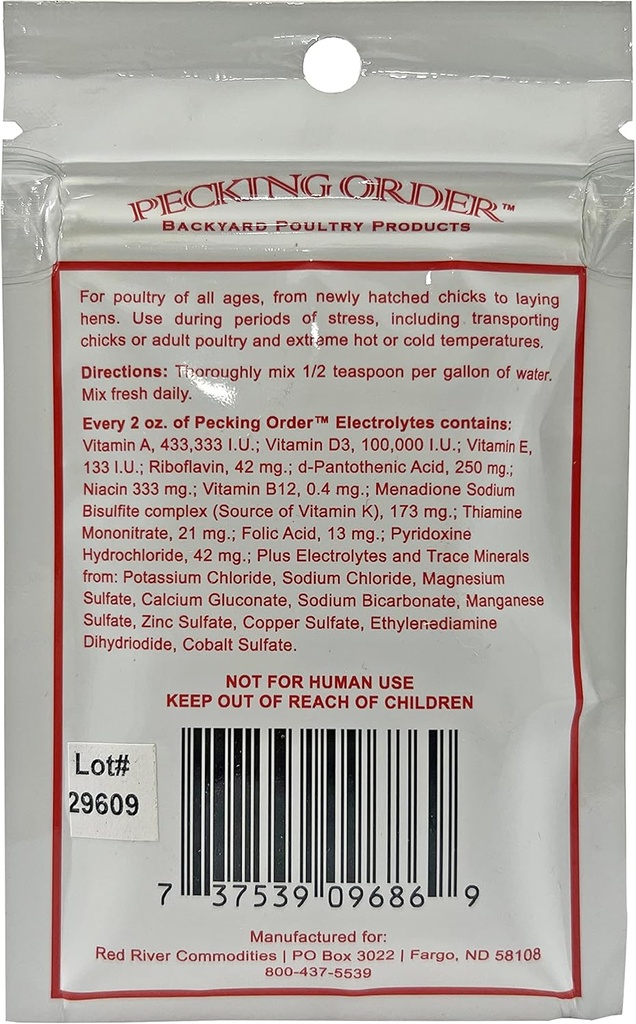 PECKING ORDER™
BACKYARD POULTRY PRODUCTS
For poultry of all ages, from newly hatched chicks to laying
hens. Use during periods of stress, including transporting
chicks or adult poultry and extreme hot or cold temperatures.
Directions: Thoroughly mix 1/2 teaspoon per gallon of water.
Mix fresh daily.
Every 2 oz. of Pecking Order™ Electrolytes contains:
Vitamin A, 433,333 I.U.; Vitamin D3, 100,000 I.U.; Vitamin E,
133 I.U.; Riboflavin, 42 mg.; d-Pantothenic Acid, 250 mg.;
Niacin 333 mg.; Vitamin B12, 0.4 mg.; Menadione Sodium
Bisulfite complex (Source of Vitamin K), 173 mg.; Thiamine
Mononitrate, 21 mg.; Folic Acid, 13 mg.; Pyridoxine
Hydrochloride, 42 mg.; Plus Electrolytes and Trace Minerals
from: Potassium Chloride, Sodium Chloride, Magnesium
Sulfate, Calcium Gluconate, Sodium Bicarbonate, Manganese
Sulfate, Zinc Sulfate, Copper Sulfate, Ethylenediamine
Dihydriodide, Cobalt Sulfate.
NOT FOR HUMAN USE
KEEP OUT OF REACH OF CHILDREN
Lot#
29609
7 37539 09686 9
Manufactured for:
Red River Commodities | PO Box 3022 | Fargo, ND 58108
800-437-5539